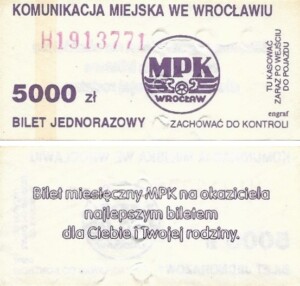 KOMUNIKACJA MIEJSKA WE WROCŁAWIU
H1913771
MPK
WROCŁAW
5000 zł
BILET JEDNORAZOWY
engraf
ZACHOWAĆ DO KONTROLI
TU KASOWAĆ
ZARAZ PO WEJŚCIU
DO POJAZDU
Bilet miesięczny MPK na okaziciela
najlepszym biletem
dla Ciebie i Twojej rodziny.